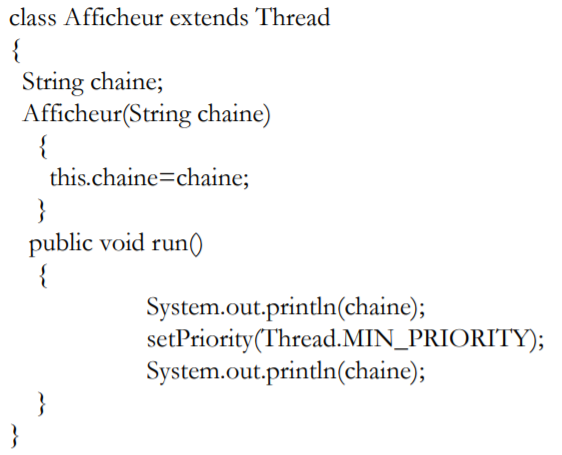 class Afficheur extends Thread
{
String chaine;
Afficheur(String chaine)
{
this.chaine=chaine;
}
public void run()
{
System.out.println(chaine);
setPriority(Thread.MIN_PRIORITY);
System.out.println(chaine);
}
}